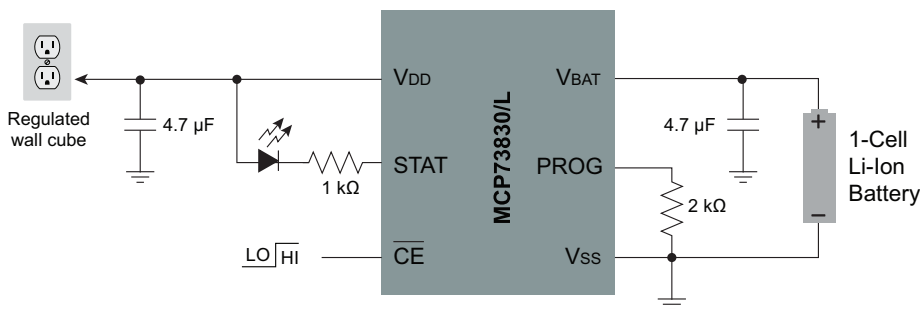 Regulated
wall cube
4.7 µF
1 kΩ
LO HI
VDD
STAT
CE
MCP73830/L
VBAT
PROG
VSS
4.7 µF
2 kΩ
+
–
1-Cell
Li-Ion
Battery